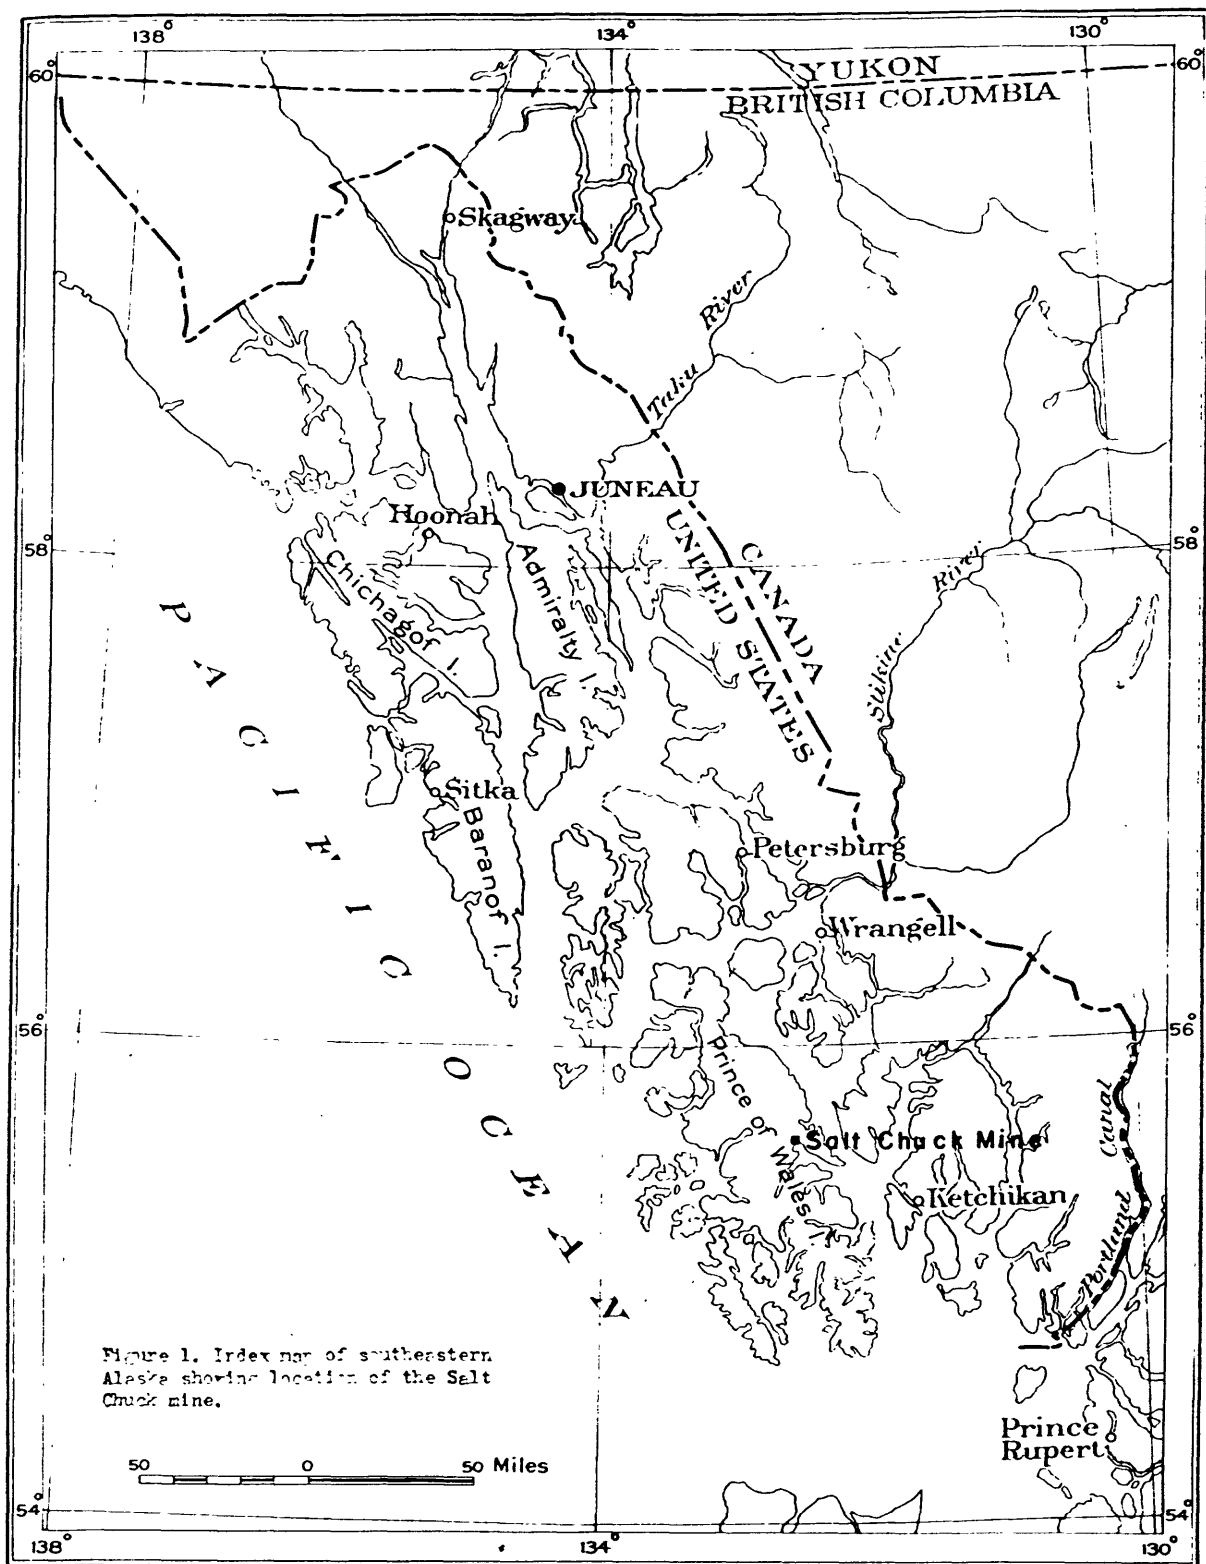 138°
134°
130°
60°
YUKON
60°
BRITISH COLUMBIA
Skagway
Taku River
JUNEAU
Hoonah
58°
58°
Chichagof I.
Admiralty I.
CANADA
UNITED STATES
Stikine River
PACIFIC OCEAN
Sitka
Baranof I.
Petersburg
Wrangell
56°
56°
Prince of Wales I.
Salt Chuck Mine
Ketchikan
Portland Canal
Figure 1. Index map of southeastern
Alaska showing location of the Salt
Chuck mine.
Prince
Rupert
50 0 50 Miles
54°
54°
138°
134°
130°